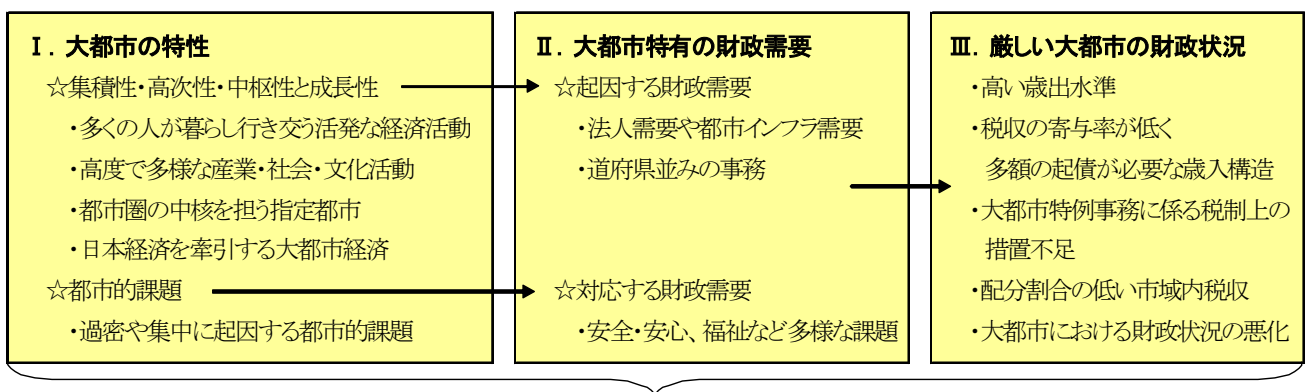 Ⅰ. 大都市の特性
☆集積性・高次性・中枢性と成長性
・多くの人が暮らし行き交う活発な経済活動
・高度で多様な産業・社会・文化活動
・都市圏の中核を担う指定都市
・日本経済を牽引する大都市経済
☆都市的課題
・過密や集中に起因する都市的課題
Ⅱ. 大都市特有の財政需要
☆起因する財政需要
・法人需要や都市インフラ需要
・道府県並みの事務
☆対応する財政需要
・安全・安心、福祉など多様な課題
Ⅲ. 厳しい大都市の財政状況
・高い歳出水準
・税収の寄与率が低く
多額の起債が必要な歳入構造
・大都市特例事務に係る税制上の
措置不足
・配分割合の低い市域内税収
・大都市における財政状況の悪化